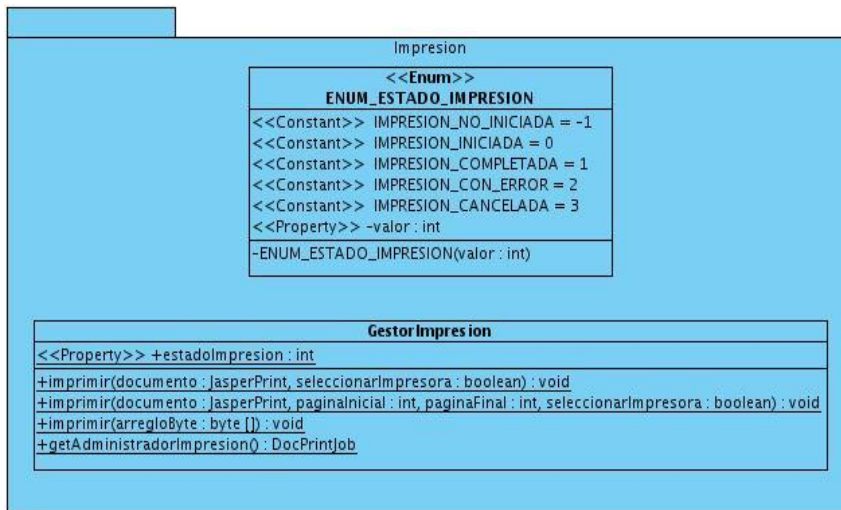 Impresion
<<Enum>>
ENUM_ESTADO_IMPRESION
<<Constant>> IMPRESION_NO_INICIADA = -1
<<Constant>> IMPRESION_INICIADA = 0
<<Constant>> IMPRESION_COMPLETADA = 1
<<Constant>> IMPRESION_CON_ERROR = 2
<<Constant>> IMPRESION_CANCELADA = 3
<<Property>> -valor : int
-ENUM_ESTADO_IMPRESION(valor : int)
GestorImpresion
<<Property>> +estadoImpresion : int
+imprimir(documento : JasperPrint, seleccionarImpresora : boolean) : void
+imprimir(documento : JasperPrint, paginaInicial : int, paginaFinal : int, seleccionarImpresora : boolean) : void
+imprimir(arregloByte : byte []) : void
+getAdministradorImpresion() : DocPrintJob